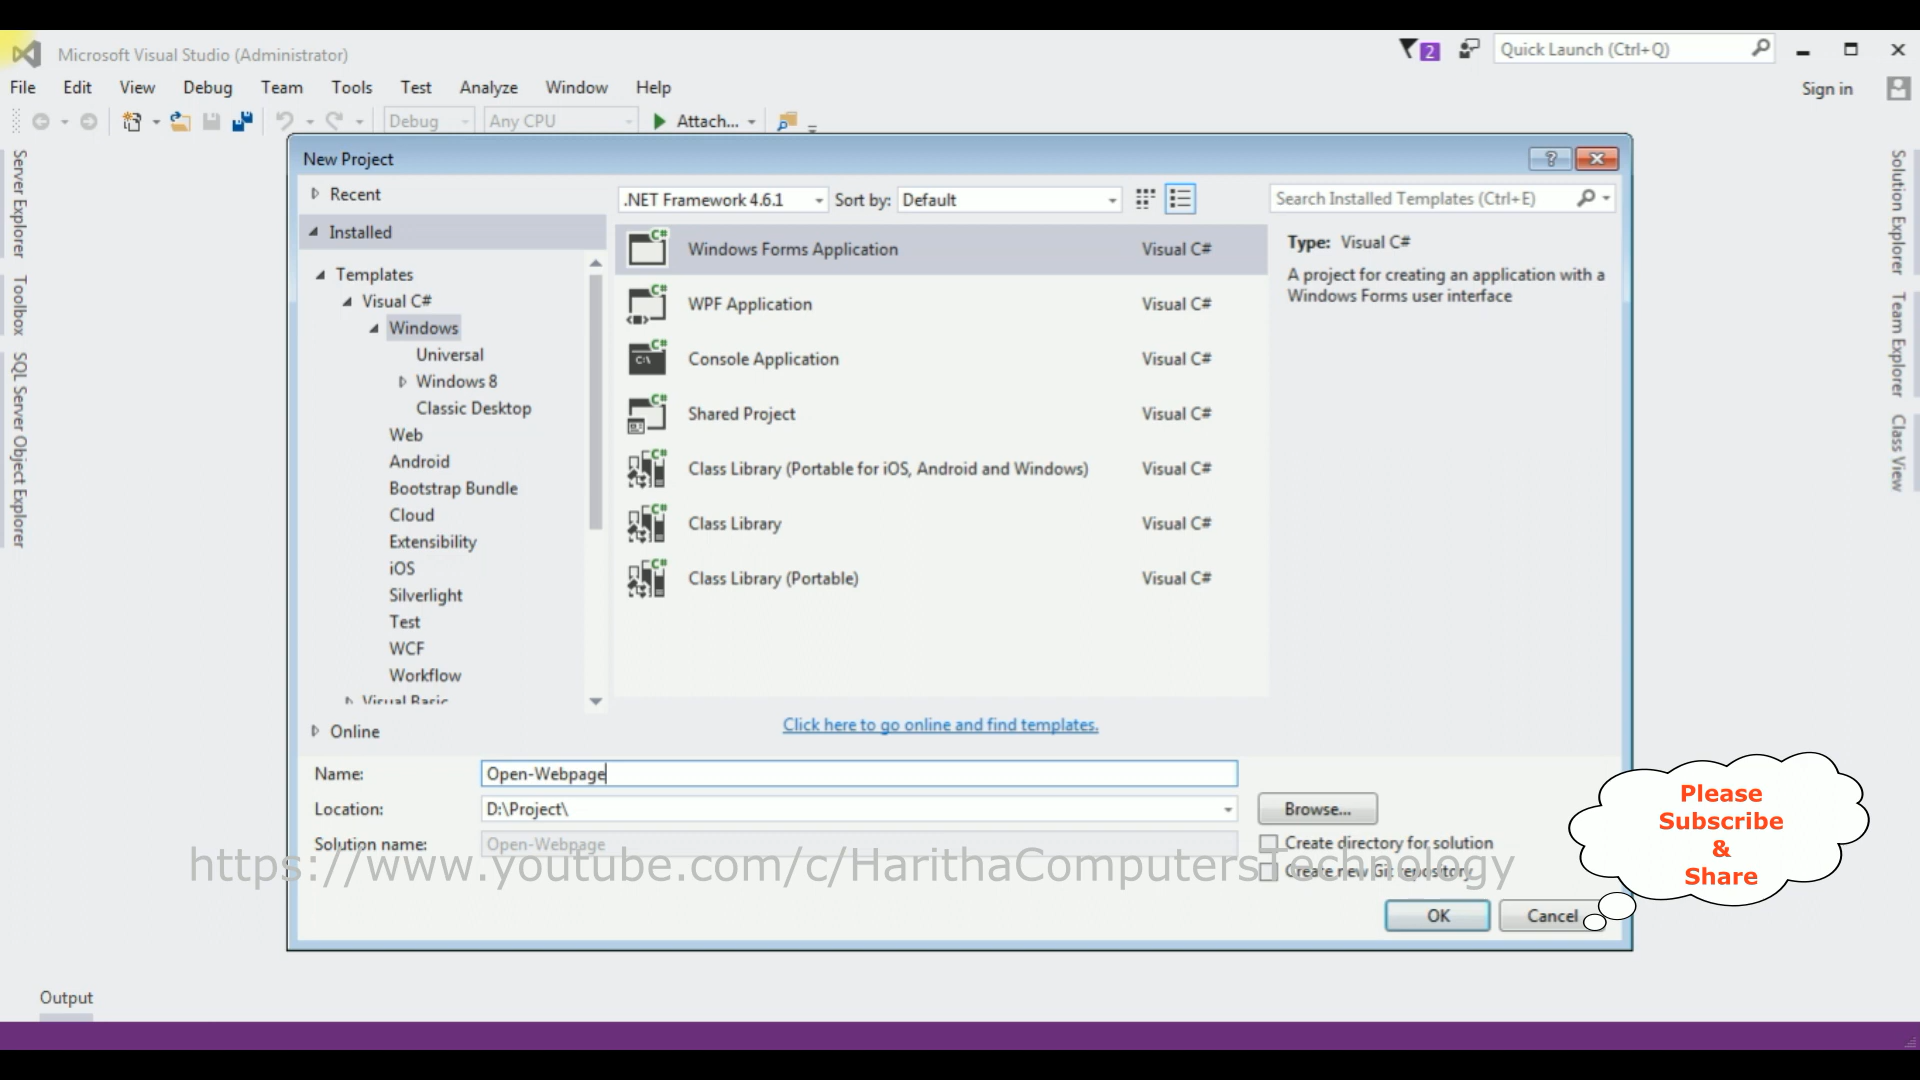 Microsoft Visual Studio (Administrator)
2
Quick Launch (Ctrl+Q)
File Edit View Debug Team Tools Test Analyze Window Help
Sign in
Debug
Any CPU
Attach...
Server Explorer
Toolbox
SQL Server Object Explorer
Solution Explorer
Team Explorer
Class View
New Project
?
Recent
Installed
Templates
Visual C#
Windows
Universal
Windows 8
Classic Desktop
Web
Android
Bootstrap Bundle
Cloud
Extensibility
iOS
Silverlight
Test
WCF
Workflow
Visual Basic
Online
.NET Framework 4.6.1
Sort by: Default
Search Installed Templates (Ctrl+E)
Windows Forms Application Visual C#
WPF Application Visual C#
Console Application Visual C#
Shared Project Visual C#
Class Library (Portable for iOS, Android and Windows) Visual C#
Class Library Visual C#
Class Library (Portable) Visual C#
Type: Visual C#
A project for creating an application with a
Windows Forms user interface
Click here to go online and find templates.
Name: Open-Webpage
Location: D:\Project\
Browse...
Solution name: Open-Webpage
Create directory for solution
Create new Git repository
https://www.youtube.com/c/HarithaComputersTechnology
OK
Cancel
Please
Subscribe
&
Share
Output